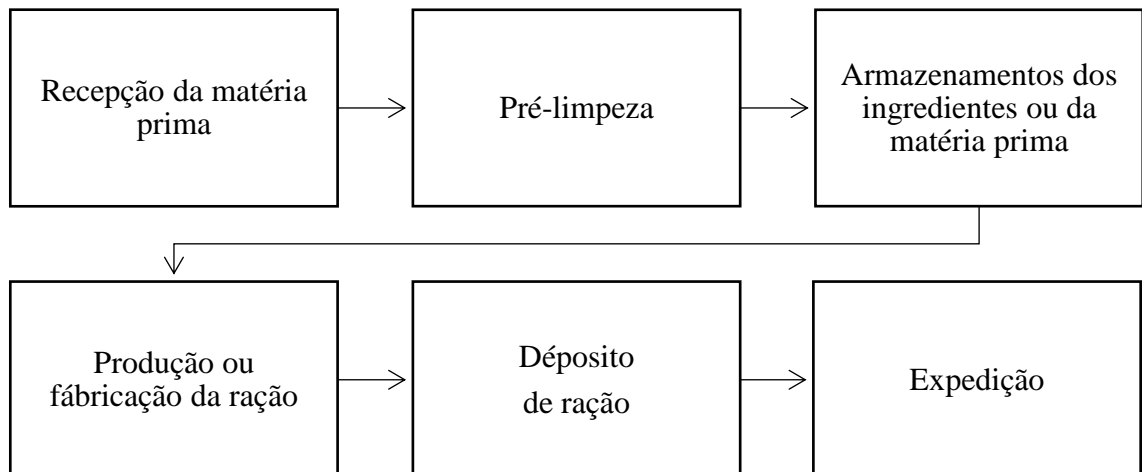 Recepção da matéria
prima
Pré-limpeza
Armazenamentos dos
ingredientes ou da
matéria prima
Produção ou
fábricação da ração
Déposito
de ração
Expedição